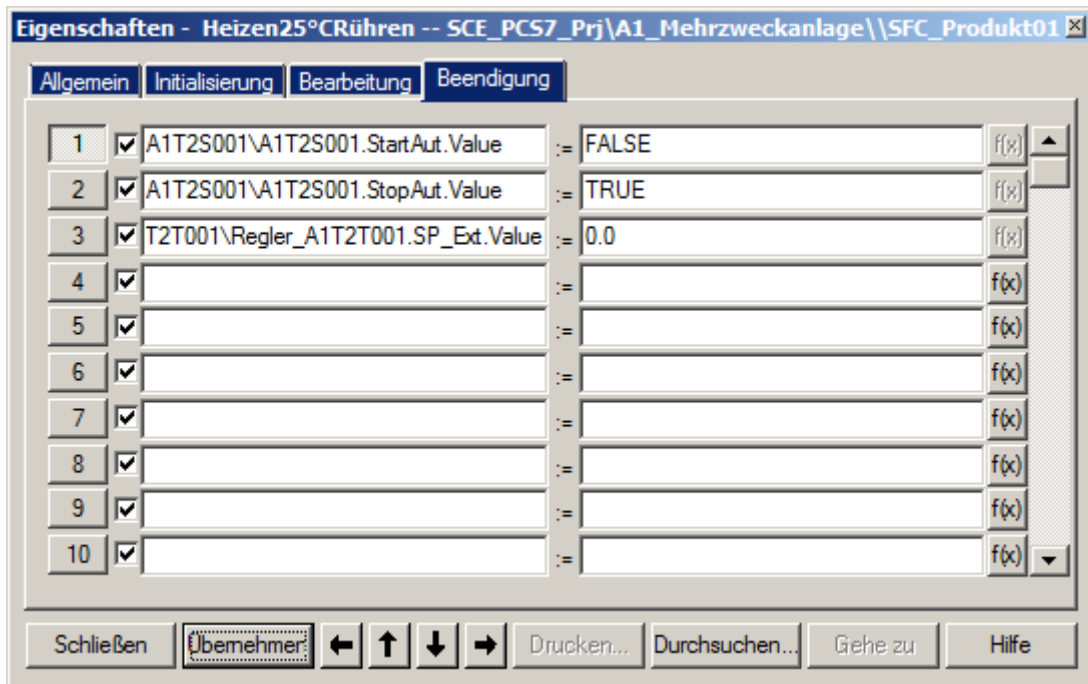 Eigenschaften - Heizen25°CRühren -- SCE_PCS7_Prj\A1_Mehrzweckanlage\\SFC_Produkt01
Allgemein Initialisierung Bearbeitung Beendigung
1 A1T2S001\A1T2S001.StartAut.Value := FALSE f(x)
2 A1T2S001\A1T2S001.StopAut.Value := TRUE f(x)
3 T2T001\Regler_A1T2T001.SP_Ext.Value := 0.0 f(x)
4 := f(x)
5 := f(x)
6 := f(x)
7 := f(x)
8 := f(x)
9 := f(x)
10 := f(x)
Schließen Übernehmen Drucken... Durchsuchen... Gehe zu Hilfe